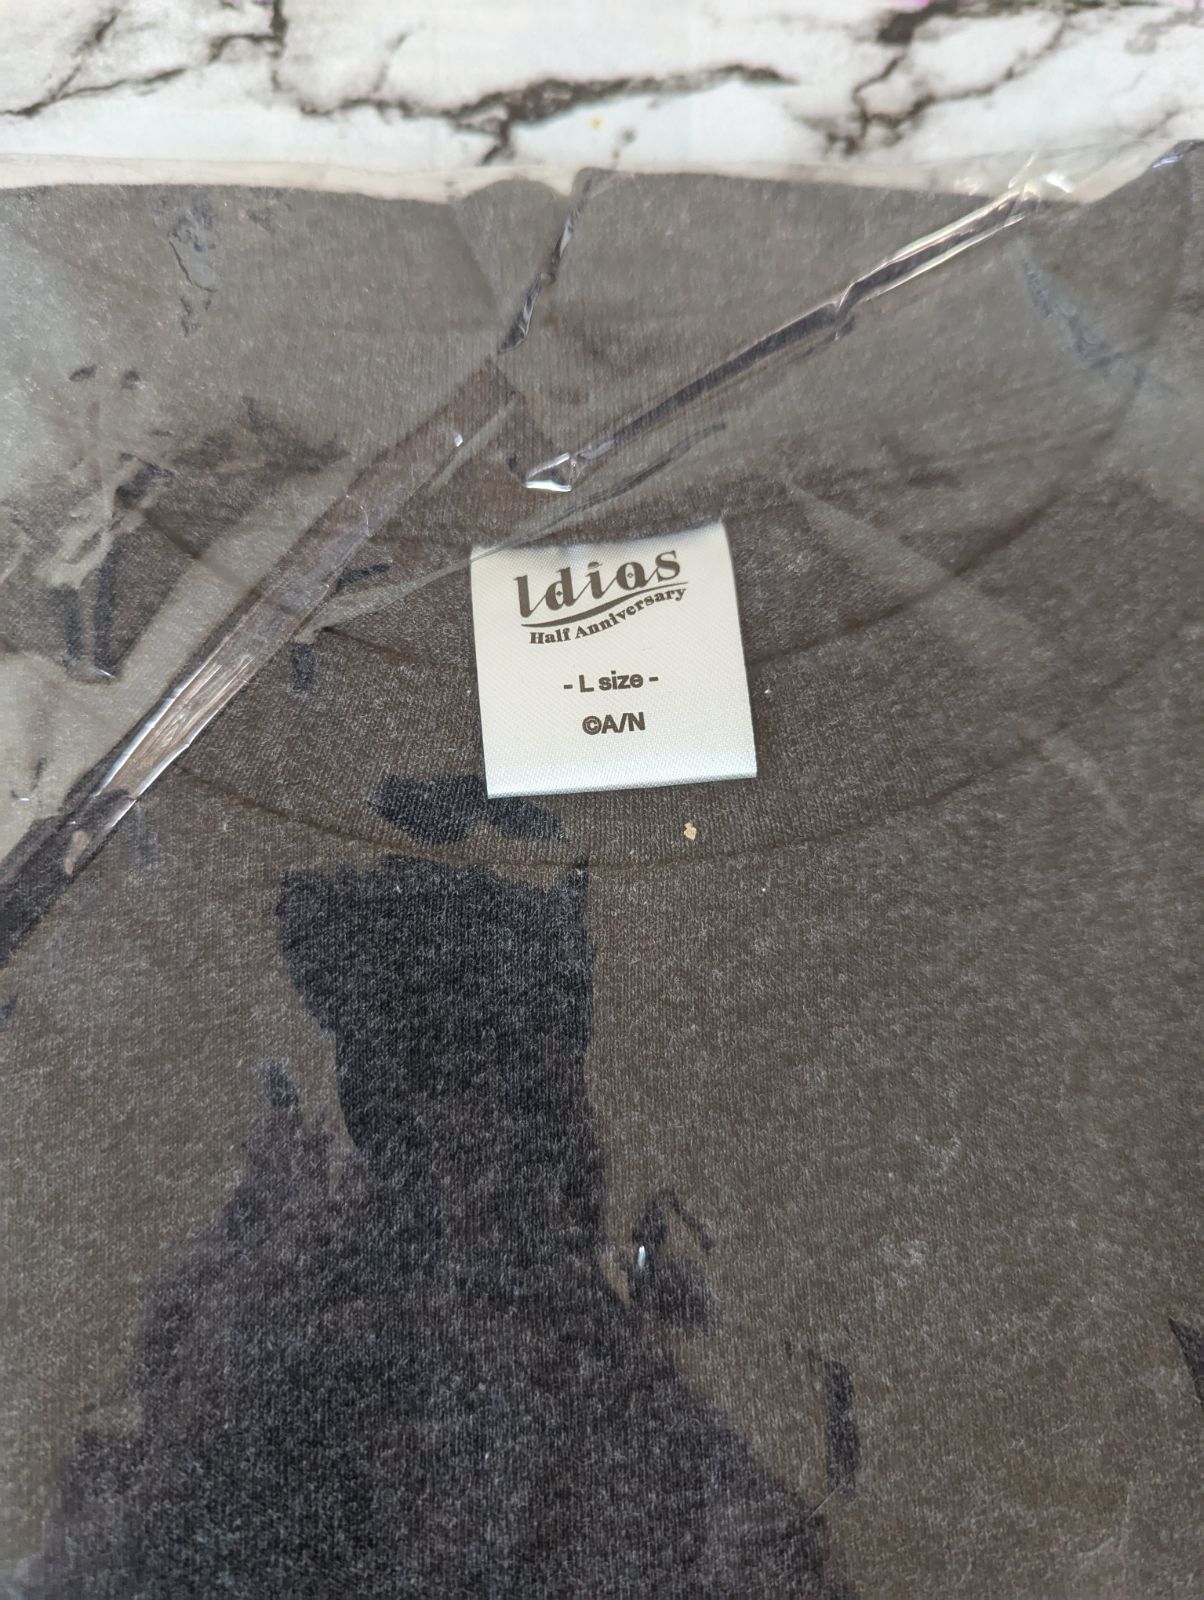 Idios
Half Anniversary
- L size -
©A/N